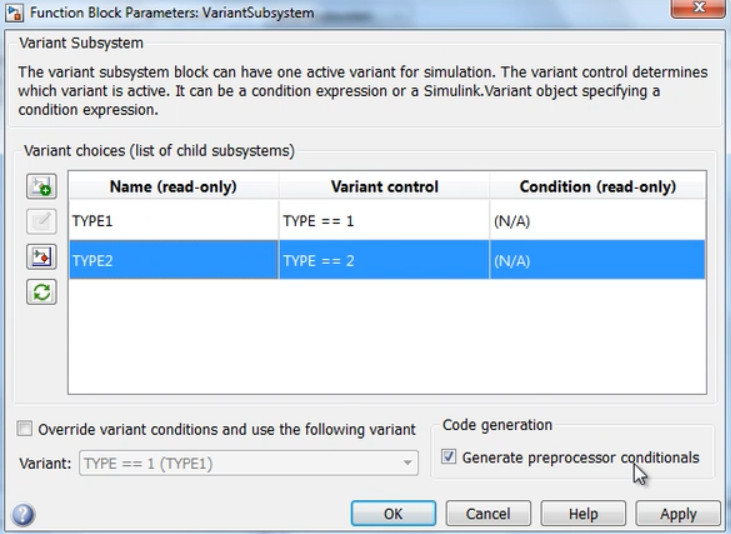 Function Block Parameters: VariantSubsystem
Variant Subsystem
The variant subsystem block can have one active variant for simulation. The variant control determines
which variant is active. It can be a condition expression or a Simulink.Variant object specifying a
condition expression.
Variant choices (list of child subsystems)
Name (read-only) Variant control Condition (read-only)
TYPE1 TYPE == 1 (N/A)
TYPE2 TYPE == 2 (N/A)
Override variant conditions and use the following variant
Variant: TYPE == 1 (TYPE1)
Code generation
Generate preprocessor conditionals
OK Cancel Help Apply